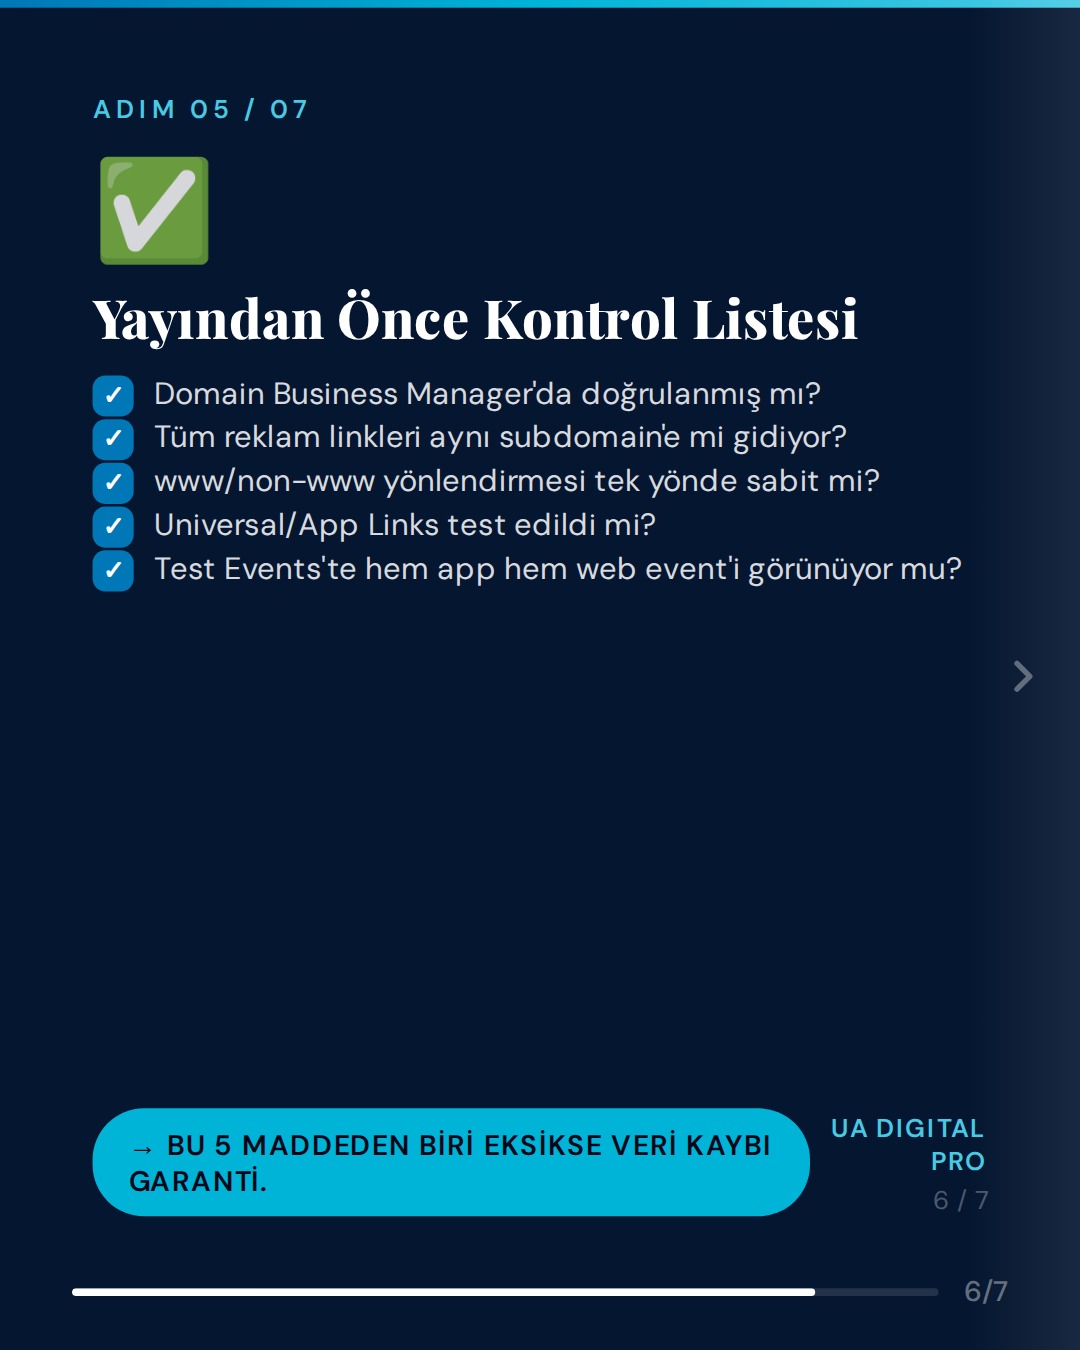 ADIM 05 / 07
Yayından Önce Kontrol Listesi
✓ Domain Business Manager'da doğrulanmış mı?
✓ Tüm reklam linkleri aynı subdomain'e mi gidiyor?
✓ www/non-www yönlendirmesi tek yönde sabit mi?
✓ Universal/App Links test edildi mi?
✓ Test Events'te hem app hem web event'i görünüyor mu?
→ BU 5 MADDEDEN BİRİ EKSİKSE VERİ KAYBI
GARANTİ.
UA DIGITAL
PRO
6 / 7
6/7